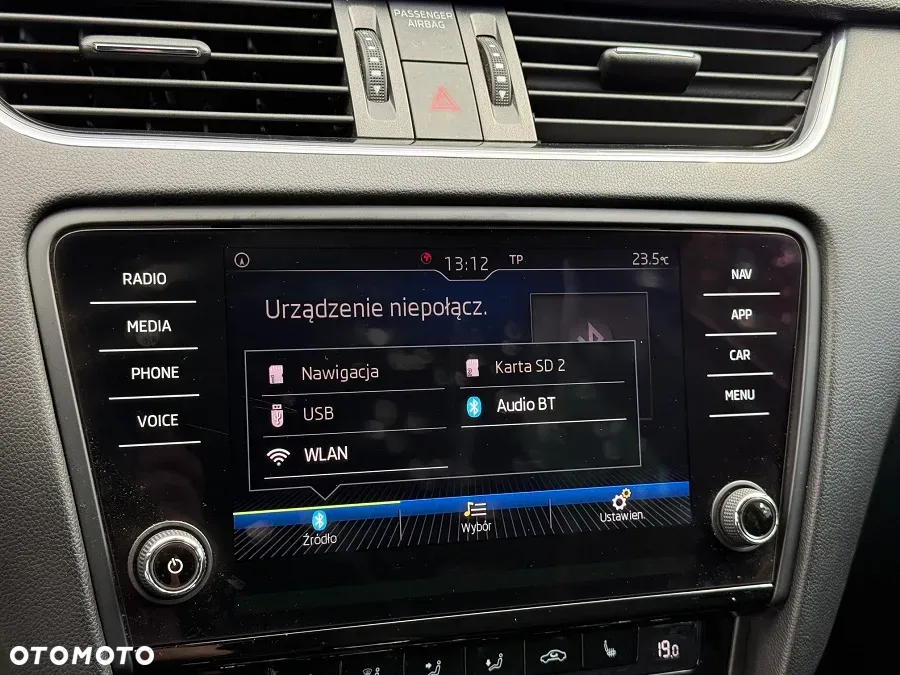 PASSENGER
AIRBAG
13:12
TP
23.5°C
RADIO
MEDIA
PHONE
VOICE
Urządzenie niepołącz.
Nawigacja
Karta SD 2
USB
Audio BT
WLAN
Źródło
Wybór
Ustawien.
NAV
APP
CAR
MENU
19.0
OTOMOTO